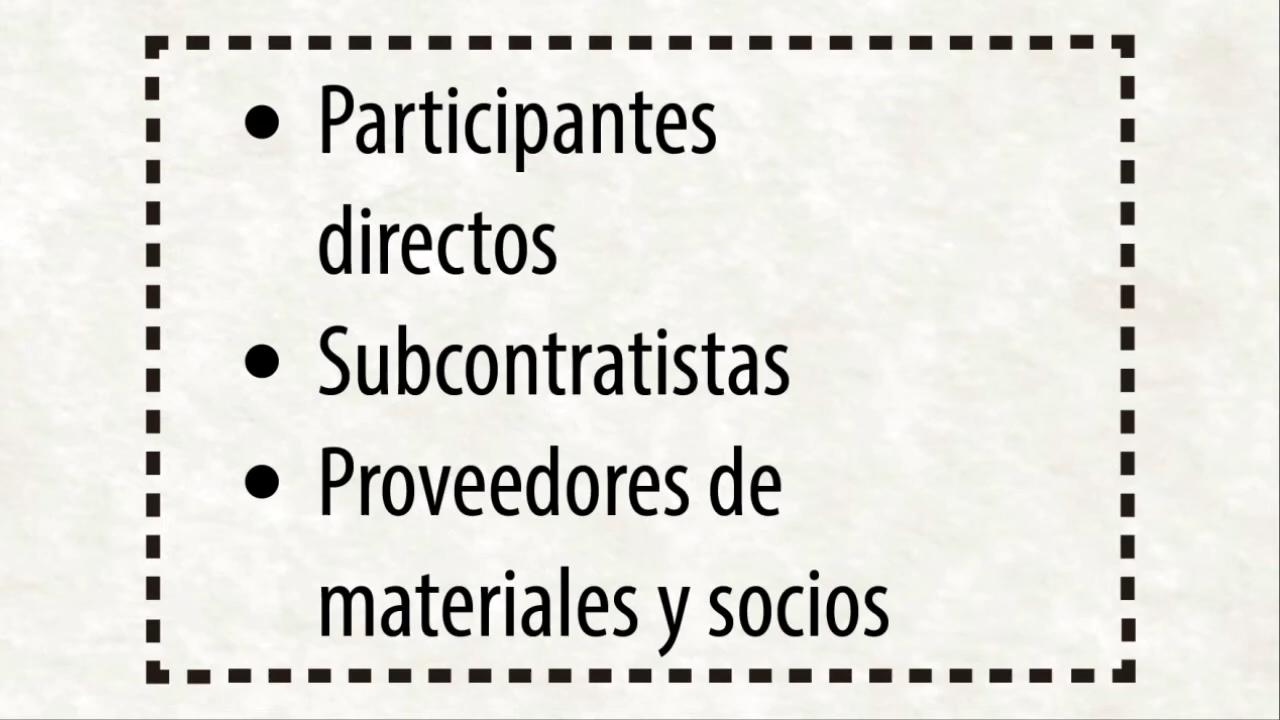 • Participantes
directos
• Subcontratistas
• Proveedores de
materiales y socios